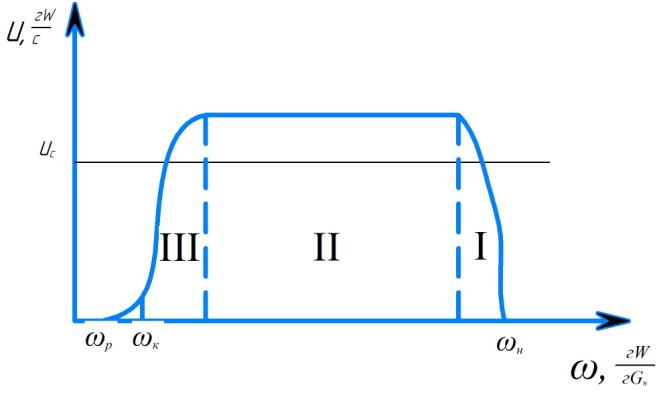 U, гW/с
Uс
III II I
ωр ωк ωн
ω, гW/гGн